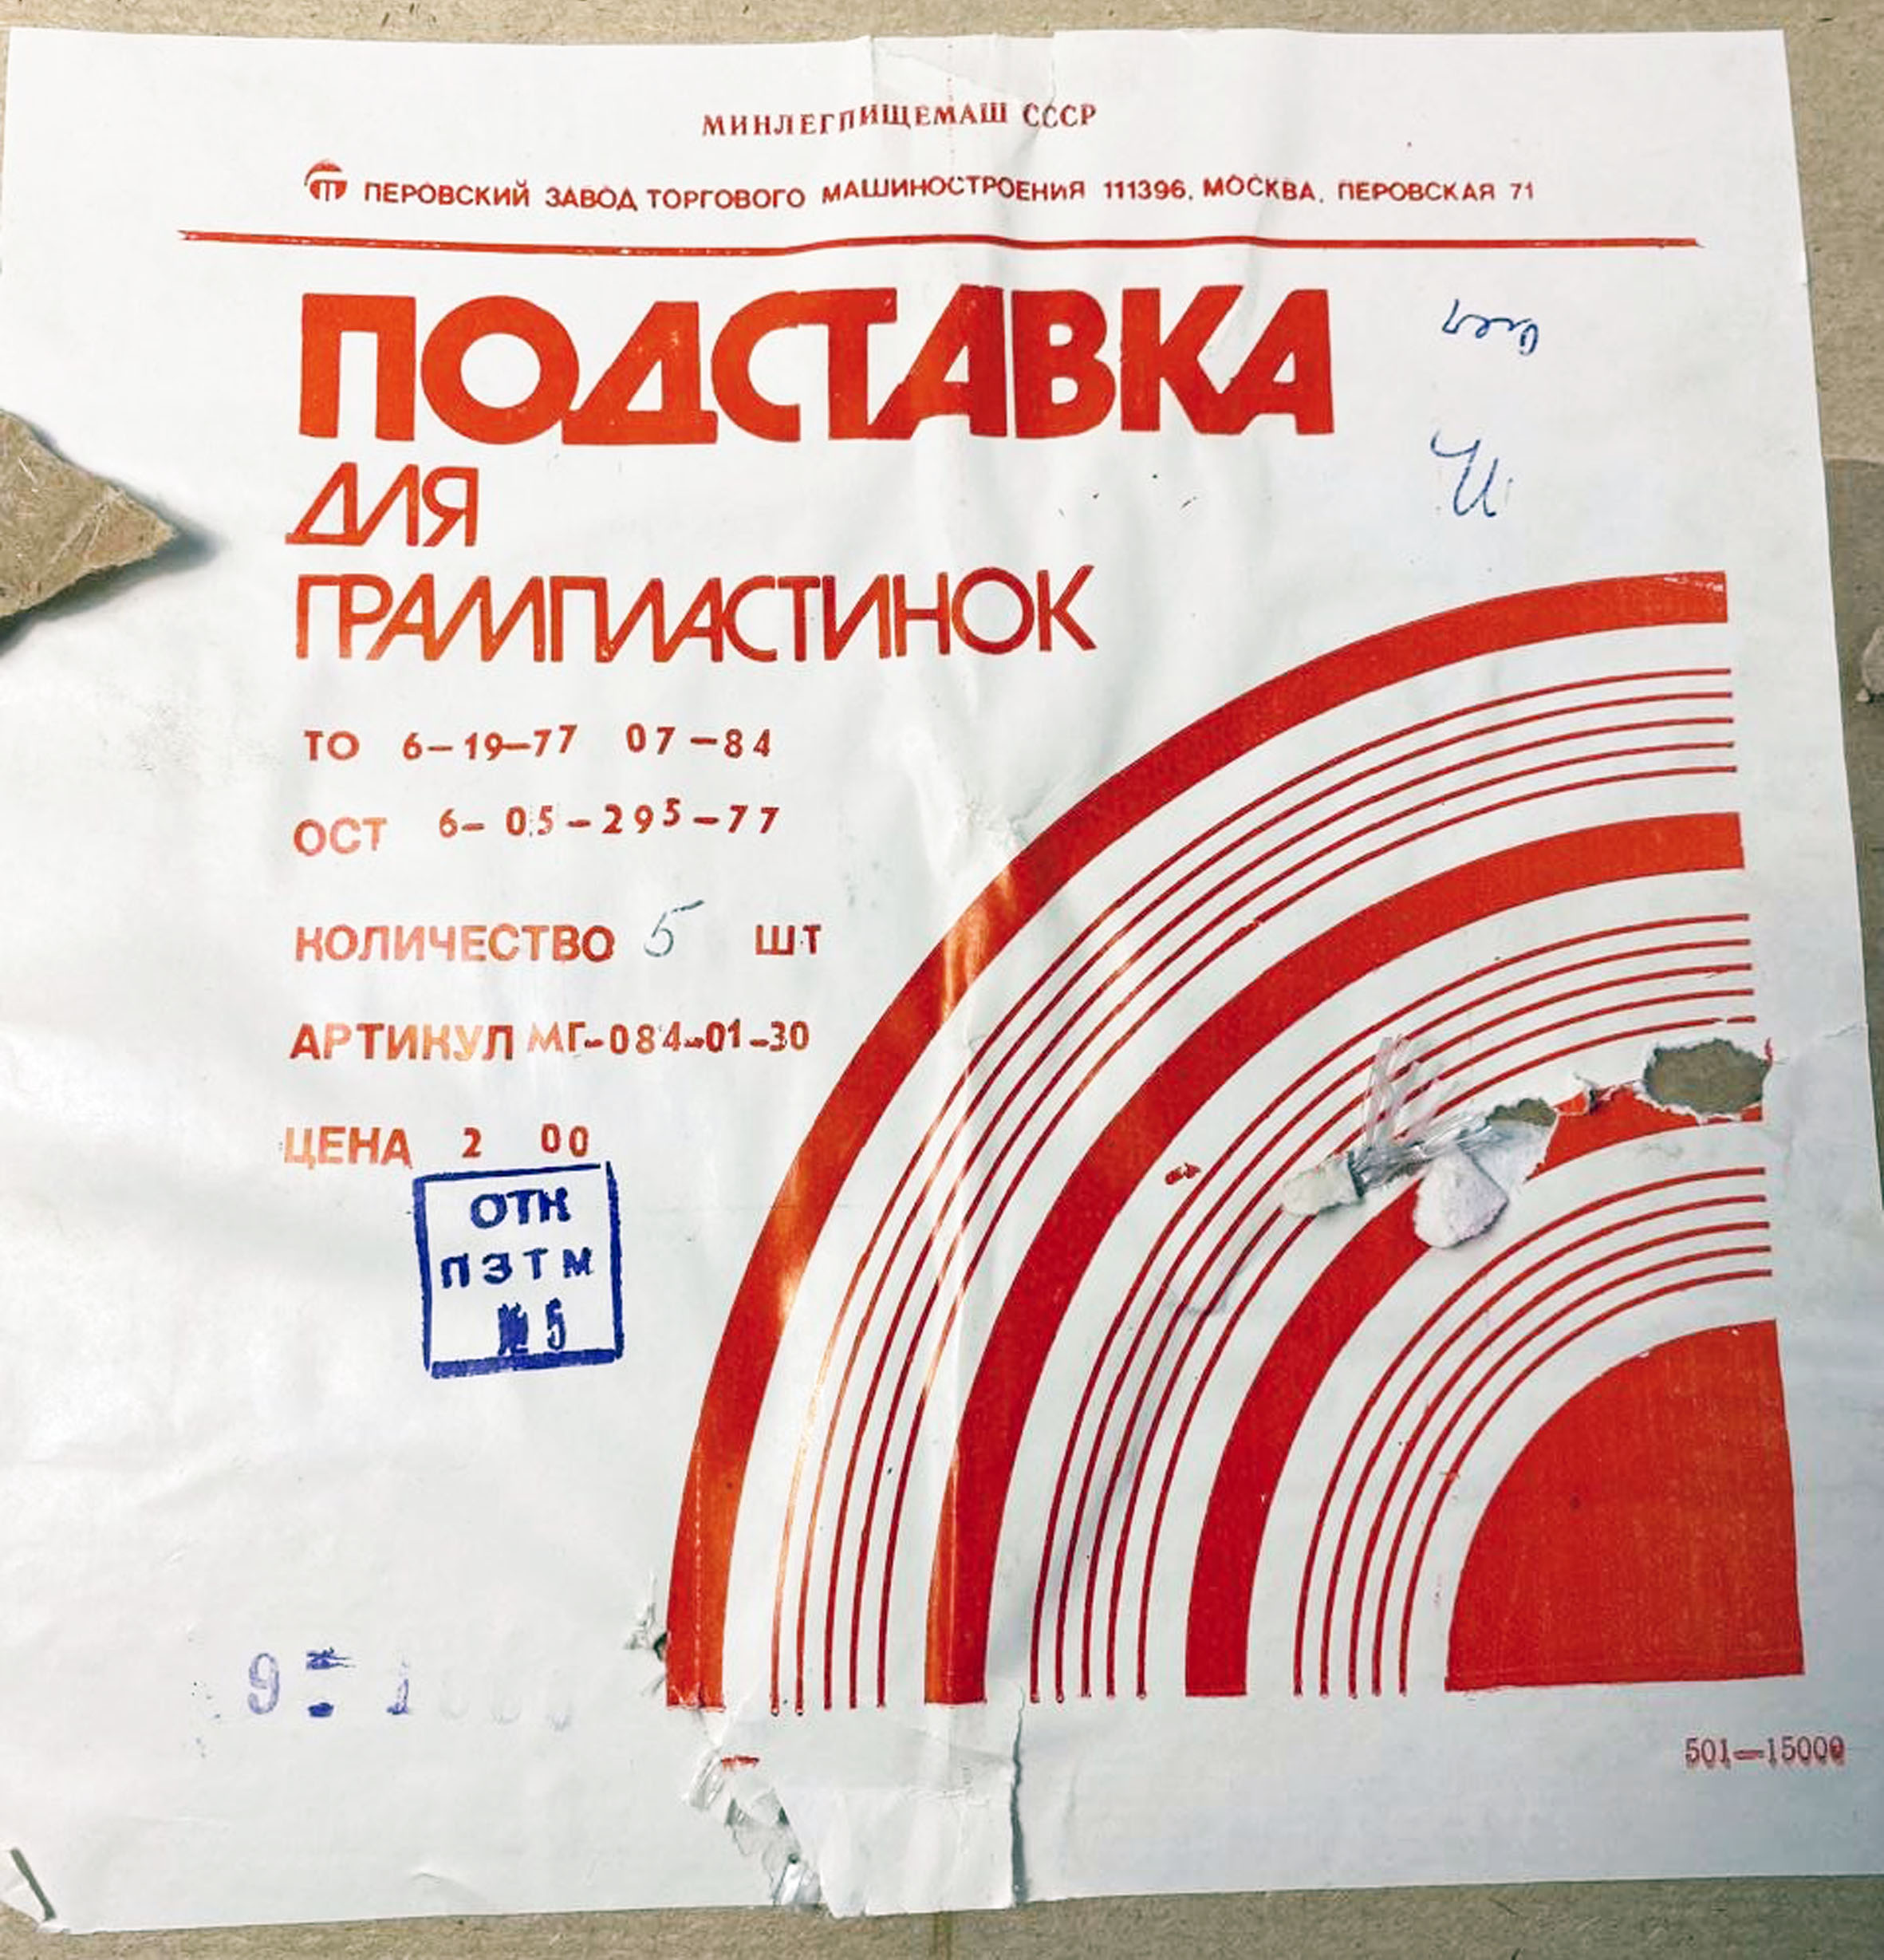 МИНЛЕГПИЩЕМАШ СССР
ПЕРОВСКИЙ ЗАВОД ТОРГОВОГО МАШИНОСТРОЕНИЯ 111396, МОСКВА, ПЕРОВСКАЯ 71
ПОДСТАВКА
ДЛЯ
ГРАМПЛАСТИНОК
ТО 6-19-77 07-84
ОСТ 6-05-295-77
КОЛИЧЕСТВО 5 ШТ
АРТИКУЛ МГ-084-01-30
ЦЕНА 2 00
ОТК
ПЗТМ
№ 5
501-15000